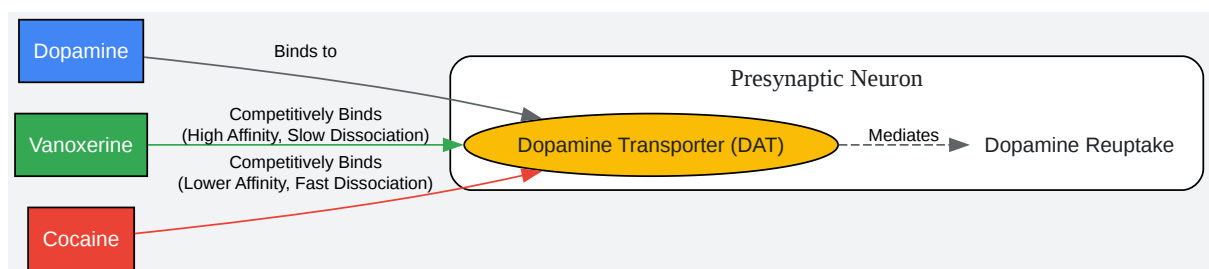 Dopamine
Binds to
Presynaptic Neuron
Vanoxerine
Competitively Binds
(High Affinity, Slow Dissociation)
Dopamine Transporter (DAT)
Mediates
Dopamine Reuptake
Competitively Binds
(Lower Affinity, Fast Dissociation)
Cocaine